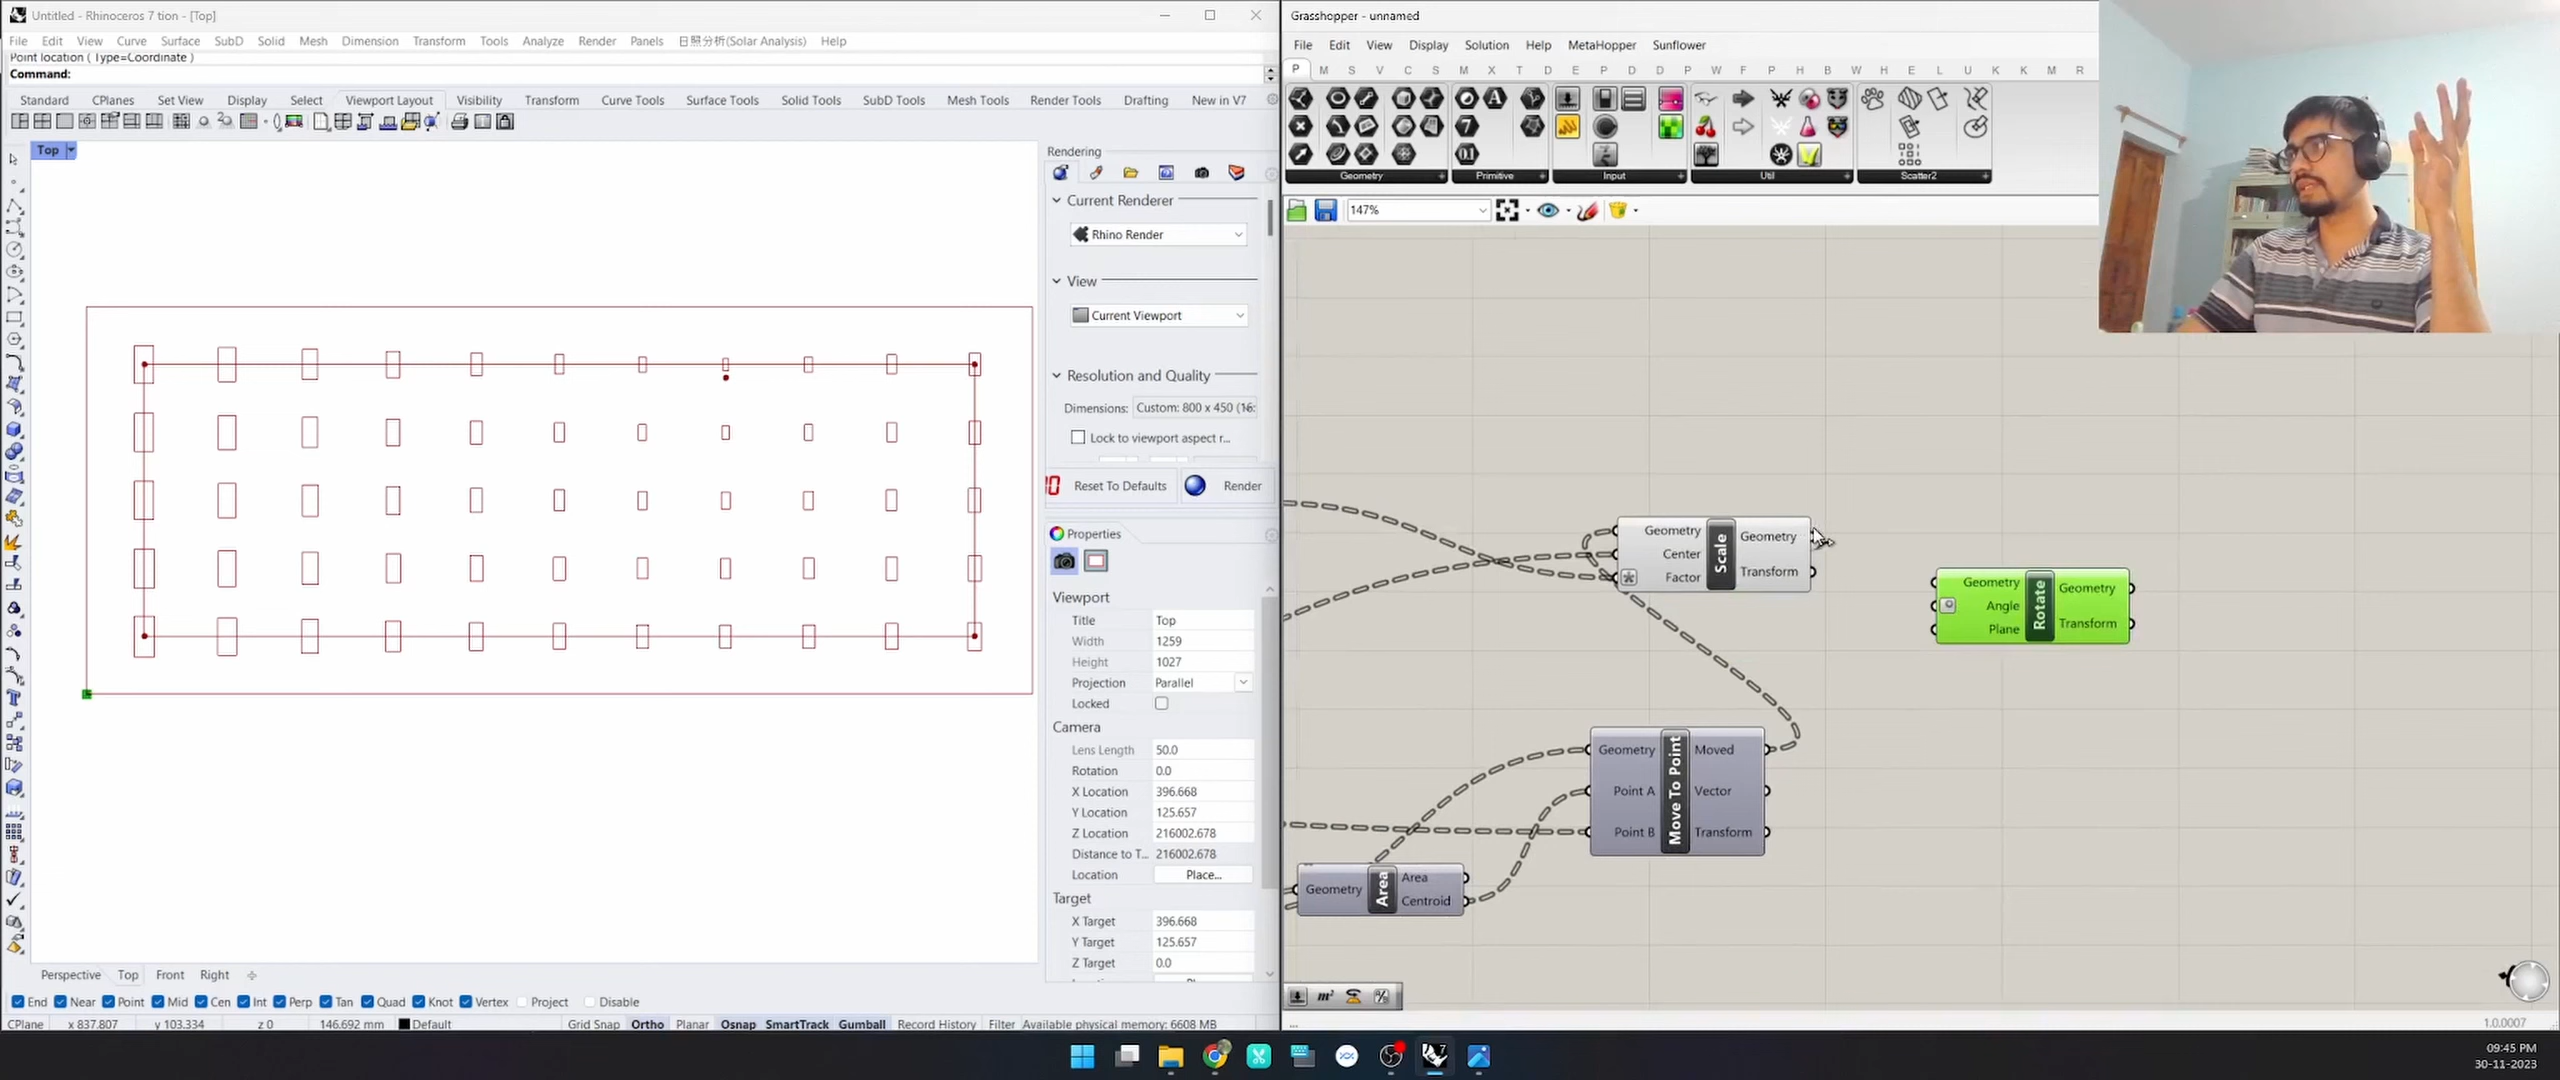 Untitled - Rhinoceros 7 tion - [Top]
File Edit View Curve Surface SubD Solid Mesh Dimension Transform Tools Analyze Render Panels 日照分析(Solar Analysis) Help
Point location ( Type=Coordinate )
Command:
Standard CPlanes Set View Display Select Viewport Layout Visibility Transform Curve Tools Surface Tools Solid Tools SubD Tools Mesh Tools Render Tools Drafting New in V7
Top
Rendering
Current Renderer
Rhino Render
View
Current Viewport
Resolution and Quality
Dimensions: Custom: 800 x 450 (16:
Lock to viewport aspect r...
Reset To Defaults Render
Properties
Viewport
Title Top
Width 1259
Height 1027
Projection Parallel
Locked
Camera
Lens Length 50.0
Rotation 0.0
X Location 396.668
Y Location 125.657
Z Location 216002.678
Distance to T... 216002.678
Location Place...
Target
X Target 396.668
Y Target 125.657
Z Target 0.0
Perspective Top Front Right
End Near Point Mid Cen Int Perp Tan Quad Knot Vertex Project Disable
CPlane x 837.807 y 103.334 z 0 146.692 mm Default Grid Snap Ortho Planar Osnap SmartTrack Gumball Record History Filter Available physical memory: 6608 MB
Grasshopper - unnamed
File Edit View Display Solution Help MetaHopper Sunflower
P M S V C S M X T D E P D D P W F P H B W H E L U K K M R
Geometry Primitive Input Util Scatter2
147%
Geometry
Center
Factor
Scale
Geometry
Transform
Geometry
Angle
Plane
Rotate
Geometry
Transform
Geometry
Point A
Point B
Move To Point
Moved
Vector
Transform
Geometry
Area
Area
Centroid
1.0.0007
09:45 PM
30-11-2023